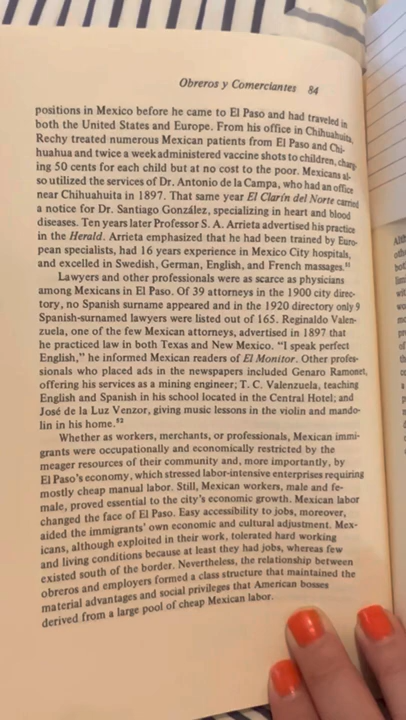 Obreros y Comerciantes 84
positions in Mexico before he came to El Paso and had traveled in
both the United States and Europe. From his office in Chihuahuita,
Rechy treated numerous Mexican patients from El Paso and Chi-
huahua and twice a week administered vaccine shots to children, charg-
ing 50 cents for each child but at no cost to the poor. Mexicans al-
so utilized the services of Dr. Antonio de la Campa, who had an office
near Chihuahuita in 1897. That same year El Clarín del Norte carried
a notice for Dr. Santiago González, specializing in heart and blood
diseases. Ten years later Professor S. A. Arrieta advertised his practice
in the Herald. Arrieta emphasized that he had been trained by Euro-
pean specialists, had 16 years experience in Mexico City hospitals,
and excelled in Swedish, German, English, and French massages.
Lawyers and other professionals were as scarce as physicians
among Mexicans in El Paso. Of 39 attorneys in the 1900 city direc-
tory, no Spanish surname appeared and in the 1920 directory only 9
Spanish-surnamed lawyers were listed out of 165. Reginaldo Valen-
zuela, one of the few Mexican attorneys, advertised in 1897 that
he practiced law in both Texas and New Mexico. "I speak perfect
English," he informed Mexican readers of El Monitor. Other profes-
sionals who placed ads in the newspapers included Genaro Ramonet,
offering his services as a mining engineer; T. C. Valenzuela, teaching
English and Spanish in his school located in the Central Hotel; and
José de la Luz Venzor, giving music lessons in the violin and mando-
lin in his home.⁵²
Whether as workers, merchants, or professionals, Mexican immi-
grants were occupationally and economically restricted by the
meager resources of their community and, more importantly, by
El Paso's economy, which stressed labor-intensive enterprises requiring
mostly cheap manual labor. Still, Mexican workers, male and fe-
male, proved essential to the city's economic growth. Mexican labor
changed the face of El Paso. Easy accessibility to jobs, moreover,
aided the immigrants' own economic and cultural adjustment. Mex-
icans, although exploited in their work, tolerated hard working
and living conditions because at least they had jobs, whereas few
existed south of the border. Nevertheless, the relationship between
obreros and employers formed a class structure that maintained the
material advantages and social privileges that American bosses
derived from a large pool of cheap Mexican labor.